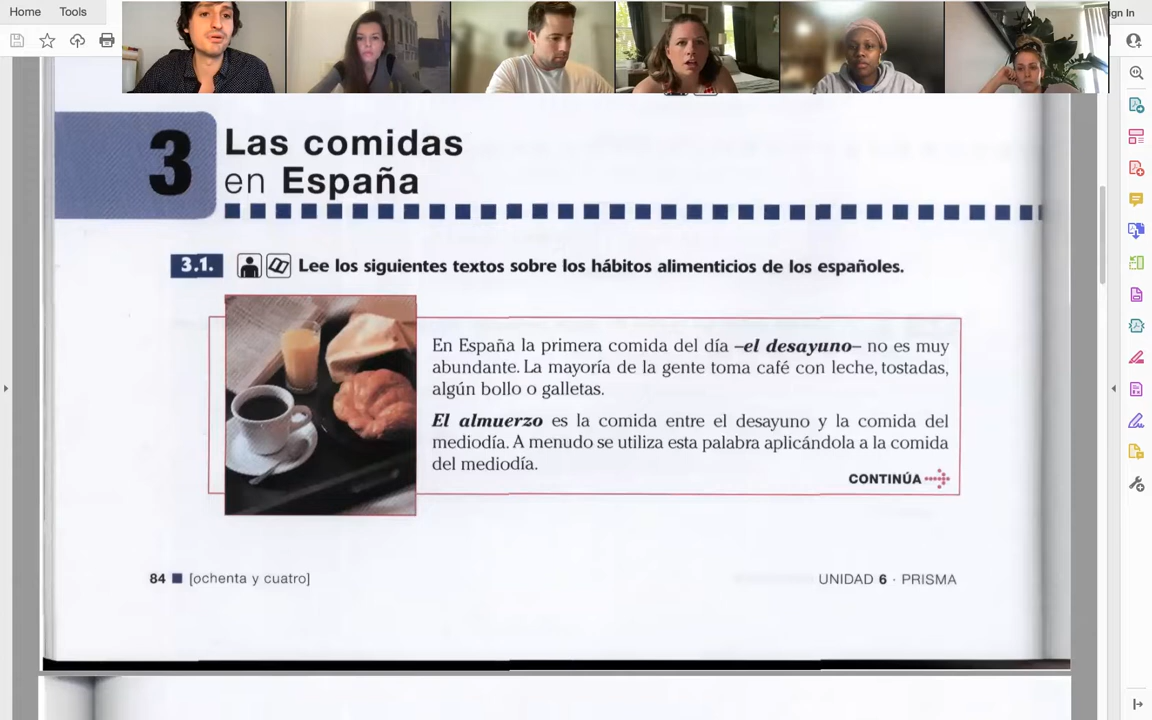 Home Tools
ign In
3
Las comidas
en España
3.1. Lee los siguientes textos sobre los hábitos alimenticios de los españoles.
En España la primera comida del día –el desayuno– no es muy
abundante. La mayoría de la gente toma café con leche, tostadas,
algún bollo o galletas.
El almuerzo es la comida entre el desayuno y la comida del
mediodía. A menudo se utiliza esta palabra aplicándola a la comida
del mediodía.
CONTINÚA
84 [ochenta y cuatro]
UNIDAD 6 · PRISMA